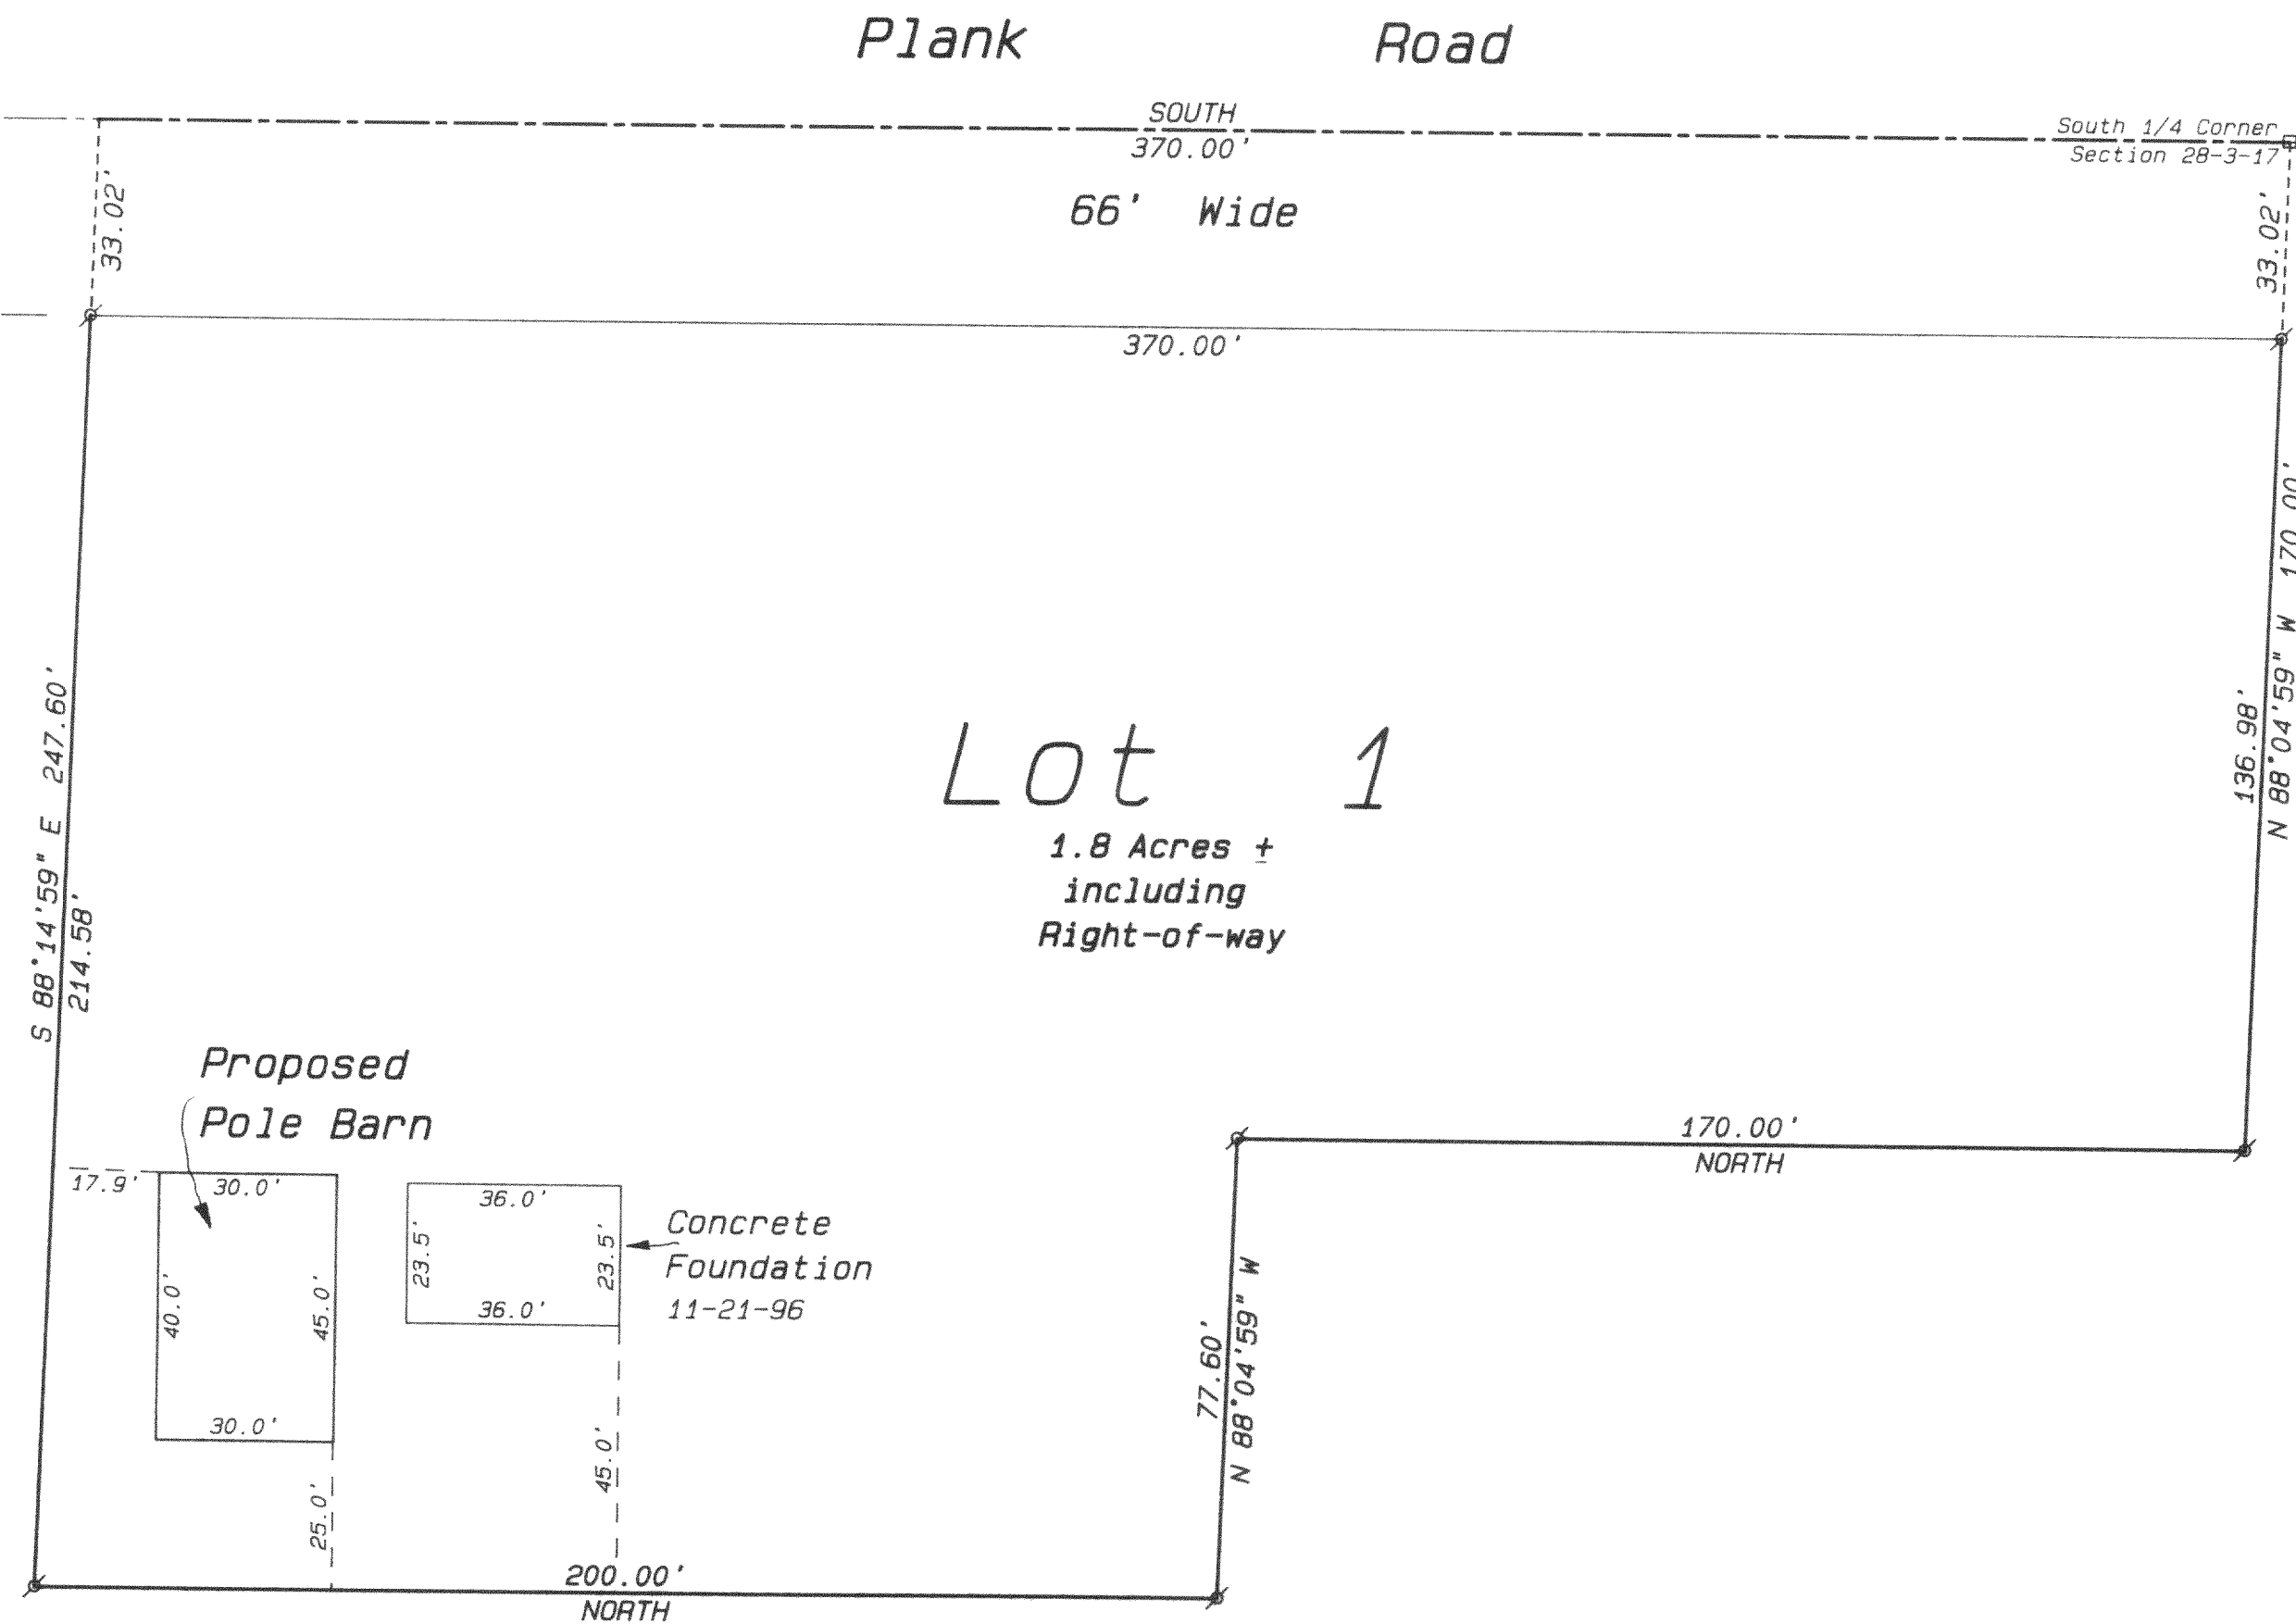 Plank Road
SOUTH
370.00'
South 1/4 Corner
Section 28-3-17
33.02'
66' Wide
33.02'
370.00'
S 88°14'59" E 247.60'
214.58'
Lot 1
1.8 Acres ±
including
Right-of-way
136.98'
N 88°04'59" W 170.00'
Proposed
Pole Barn
17.9'
30.0'
40.0'
45.0'
30.0'
25.0'
36.0'
23.5'
23.5'
36.0'
Concrete
Foundation
11-21-96
45.0'
170.00'
NORTH
77.60'
N 88°04'59" W
200.00'
NORTH